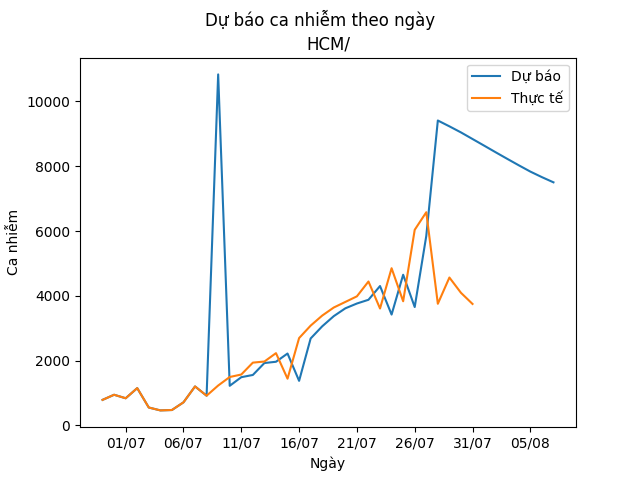 Dự báo ca nhiễm theo ngày
HCM/
Dự báo
Thực tế
10000
8000
6000
4000
2000
0
Ca nhiễm
01/07 06/07 11/07 16/07 21/07 26/07 31/07 05/08
Ngày